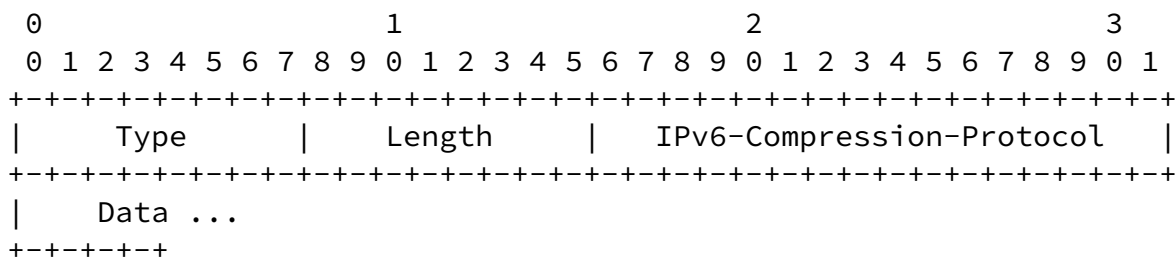 0                   1                   2                   3
 0 1 2 3 4 5 6 7 8 9 0 1 2 3 4 5 6 7 8 9 0 1 2 3 4 5 6 7 8 9 0 1
+-+-+-+-+-+-+-+-+-+-+-+-+-+-+-+-+-+-+-+-+-+-+-+-+-+-+-+-+-+-+-+-+
|     Type      |    Length     |   IPv6-Compression-Protocol   |
+-+-+-+-+-+-+-+-+-+-+-+-+-+-+-+-+-+-+-+-+-+-+-+-+-+-+-+-+-+-+-+-+
|    Data ...
+-+-+-+-+